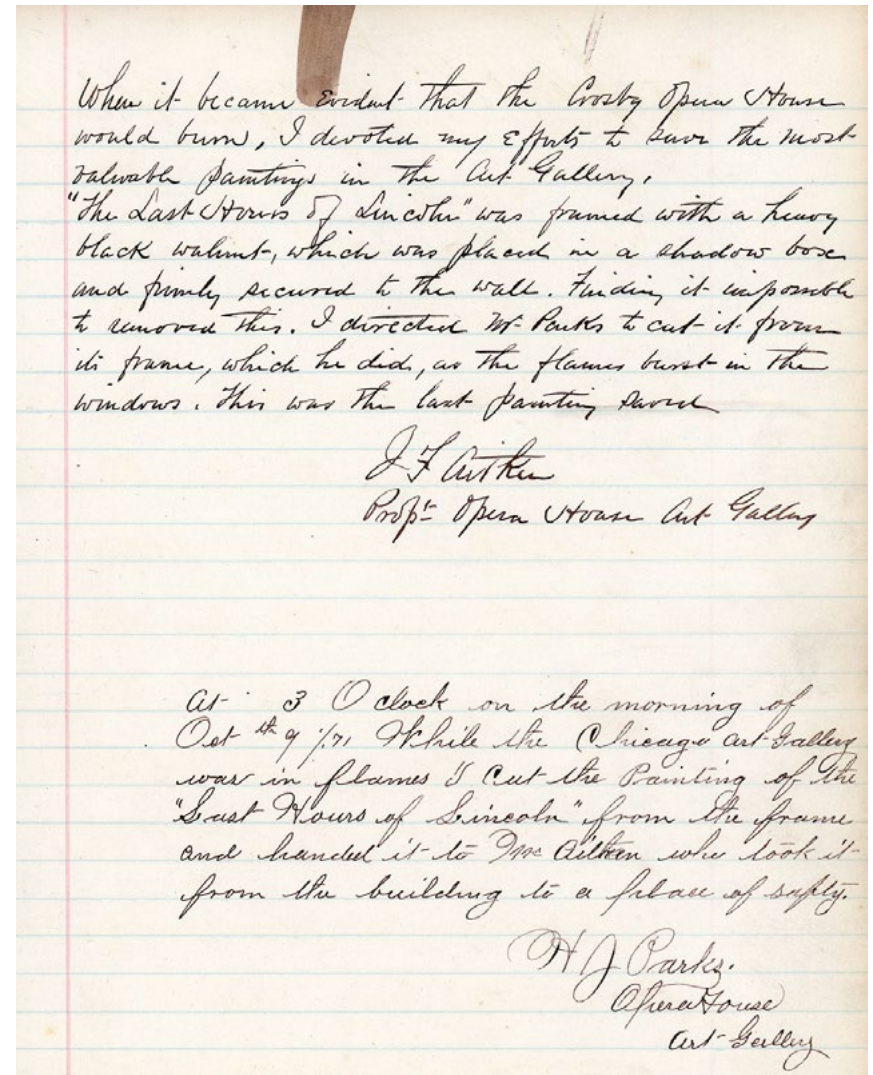 When it became Evident that the Crosby Opera House
would burn, I devoted my Efforts to save the most
valuable paintings in the Art Gallery.
"The Last Hours of Lincoln" was framed with a heavy
black walnut, which was placed in a shadow box
and firmly secured to the wall. Finding it impossible
to removed this. I directed Mr Parks to cut it from
its frame, which he did, as the flames burst in the
windows. This was the last painting saved
J F Aitken
Propr Opera House Art Gallery
At 3 O clock on the morning of
Oct th 9 /71 While the Chicago Art Gallery
was in flames I Cut the Painting of the
"Last Hours of Lincoln" from the frame
and handed it to Mr Aitken who took it
from the building to a place of safty.
H J Parks.
Opera House
Art Gallery